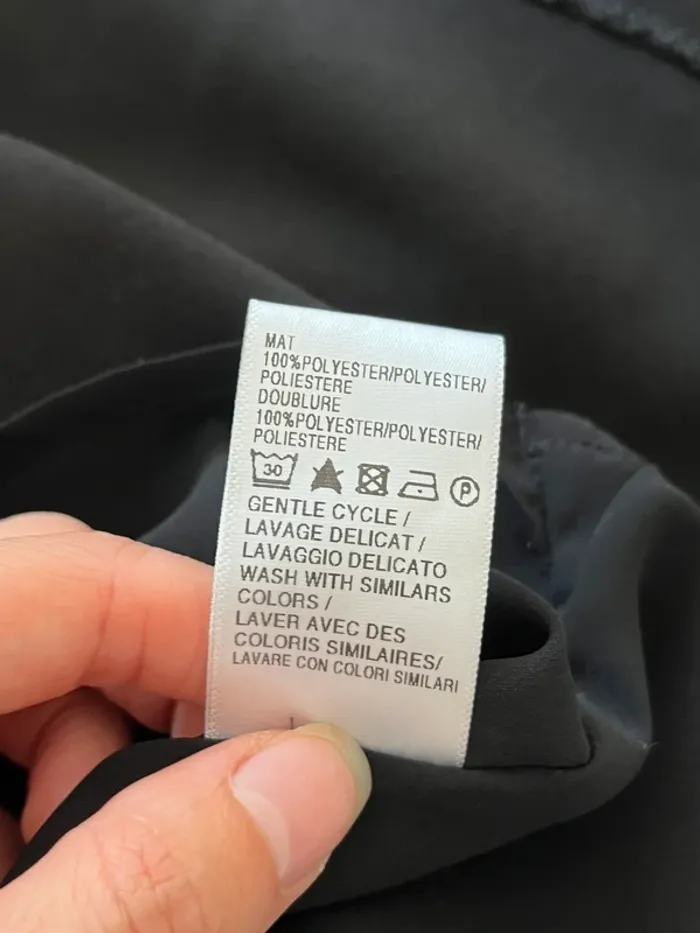 MAT
100%POLYESTER/POLYESTER/
POLIESTERE
DOUBLURE
100%POLYESTER/POLYESTER/
POLIESTERE
30 P
GENTLE CYCLE /
LAVAGE DELICAT /
LAVAGGIO DELICATO
WASH WITH SIMILARS
COLORS /
LAVER AVEC DES
COLORIS SIMILAIRES/
LAVARE CON COLORI SIMILARI